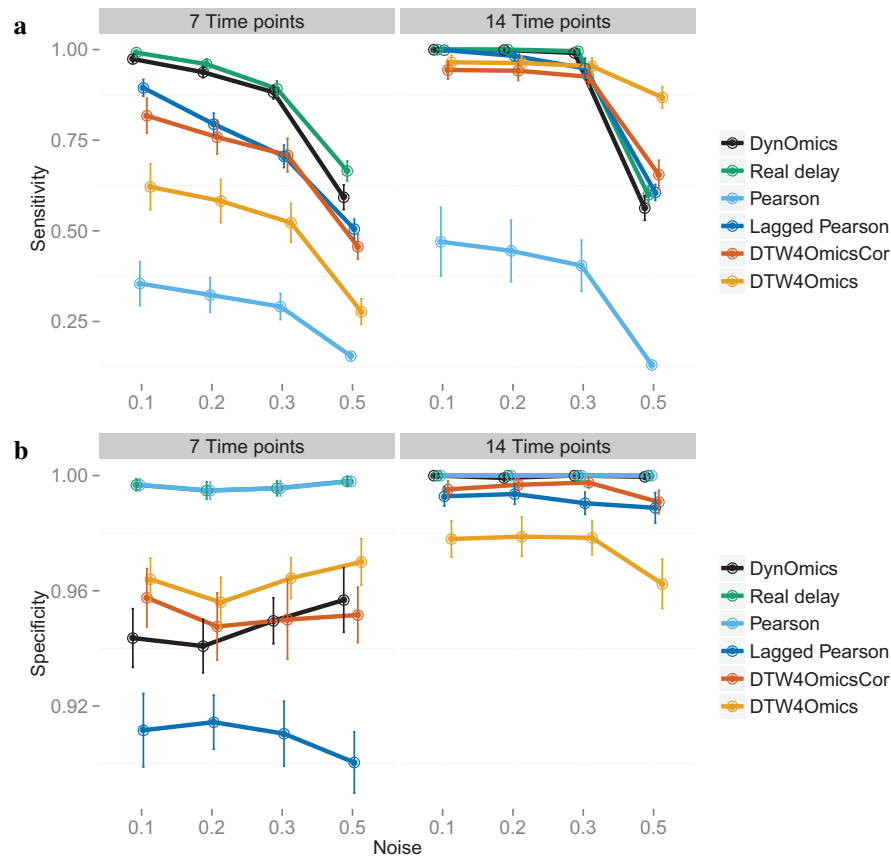 a
7 Time points
14 Time points
1.00
0.75
0.50
0.25
Sensitivity
0.1 0.2 0.3 0.5
0.1 0.2 0.3 0.5
DynOmics
Real delay
Pearson
Lagged Pearson
DTW4OmicsCor
DTW4Omics
b
7 Time points
14 Time points
1.00
0.96
0.92
Specificity
0.1 0.2 0.3 0.5
0.1 0.2 0.3 0.5
Noise
DynOmics
Real delay
Pearson
Lagged Pearson
DTW4OmicsCor
DTW4Omics